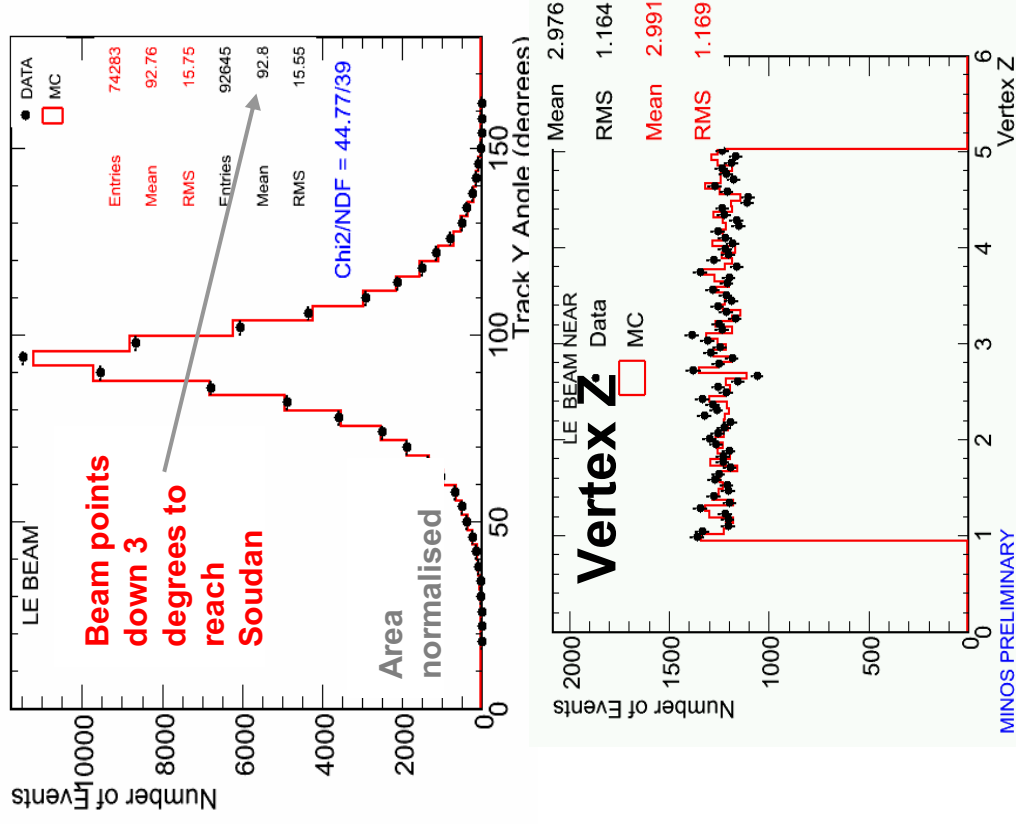 LE BEAM
DATA
MC
Entries 74283
Mean 92.76
RMS 15.75
Entries 92645
Mean 92.8
RMS 15.55
Chi2/NDF = 44.77/39
Beam points
down 3
degrees to
reach
Soudan
Area
normalised
Number of Events
10000
8000
6000
4000
2000
0
0
50
100
150
Track Y Angle (degrees)
Mean 2.976
RMS 1.164
Mean 2.991
RMS 1.169
LE BEAM NEAR
Vertex Z
Data
MC
Number of Events
2000
1500
1000
500
0
0
1
2
3
4
5
6
Vertex Z
MINOS PRELIMINARY